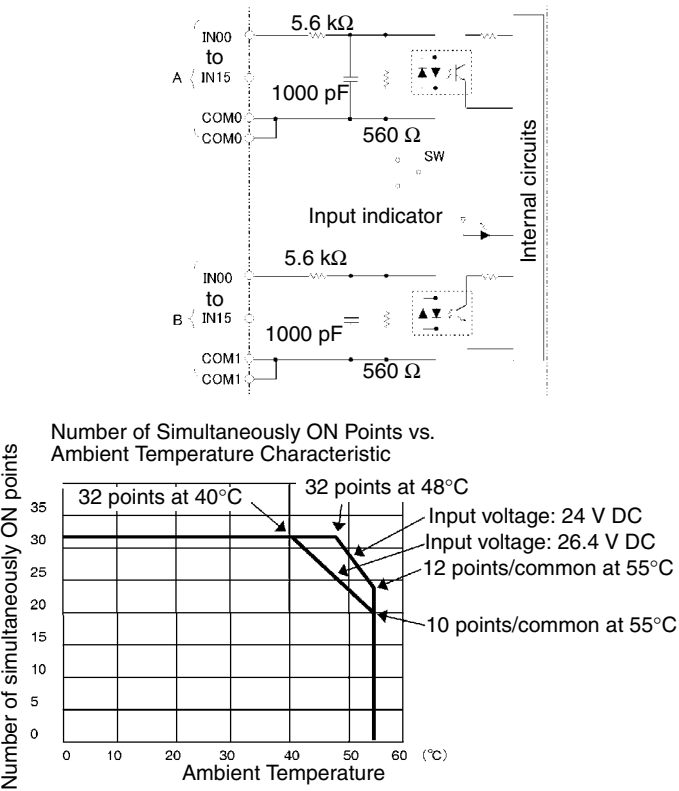 5.6 kΩ
IN00
to
A
IN15
1000 pF
COM0
COM0
560 Ω
SW
Input indicator
Internal circuits
5.6 kΩ
IN00
to
B
IN15
1000 pF
COM1
COM1
560 Ω
Number of Simultaneously ON Points vs.
Ambient Temperature Characteristic
Number of simultaneously ON points
32 points at 40°C
32 points at 48°C
Input voltage: 24 V DC
Input voltage: 26.4 V DC
12 points/common at 55°C
10 points/common at 55°C
35
30
25
20
15
10
5
0
0 10 20 30 40 50 60 (°C)
Ambient Temperature